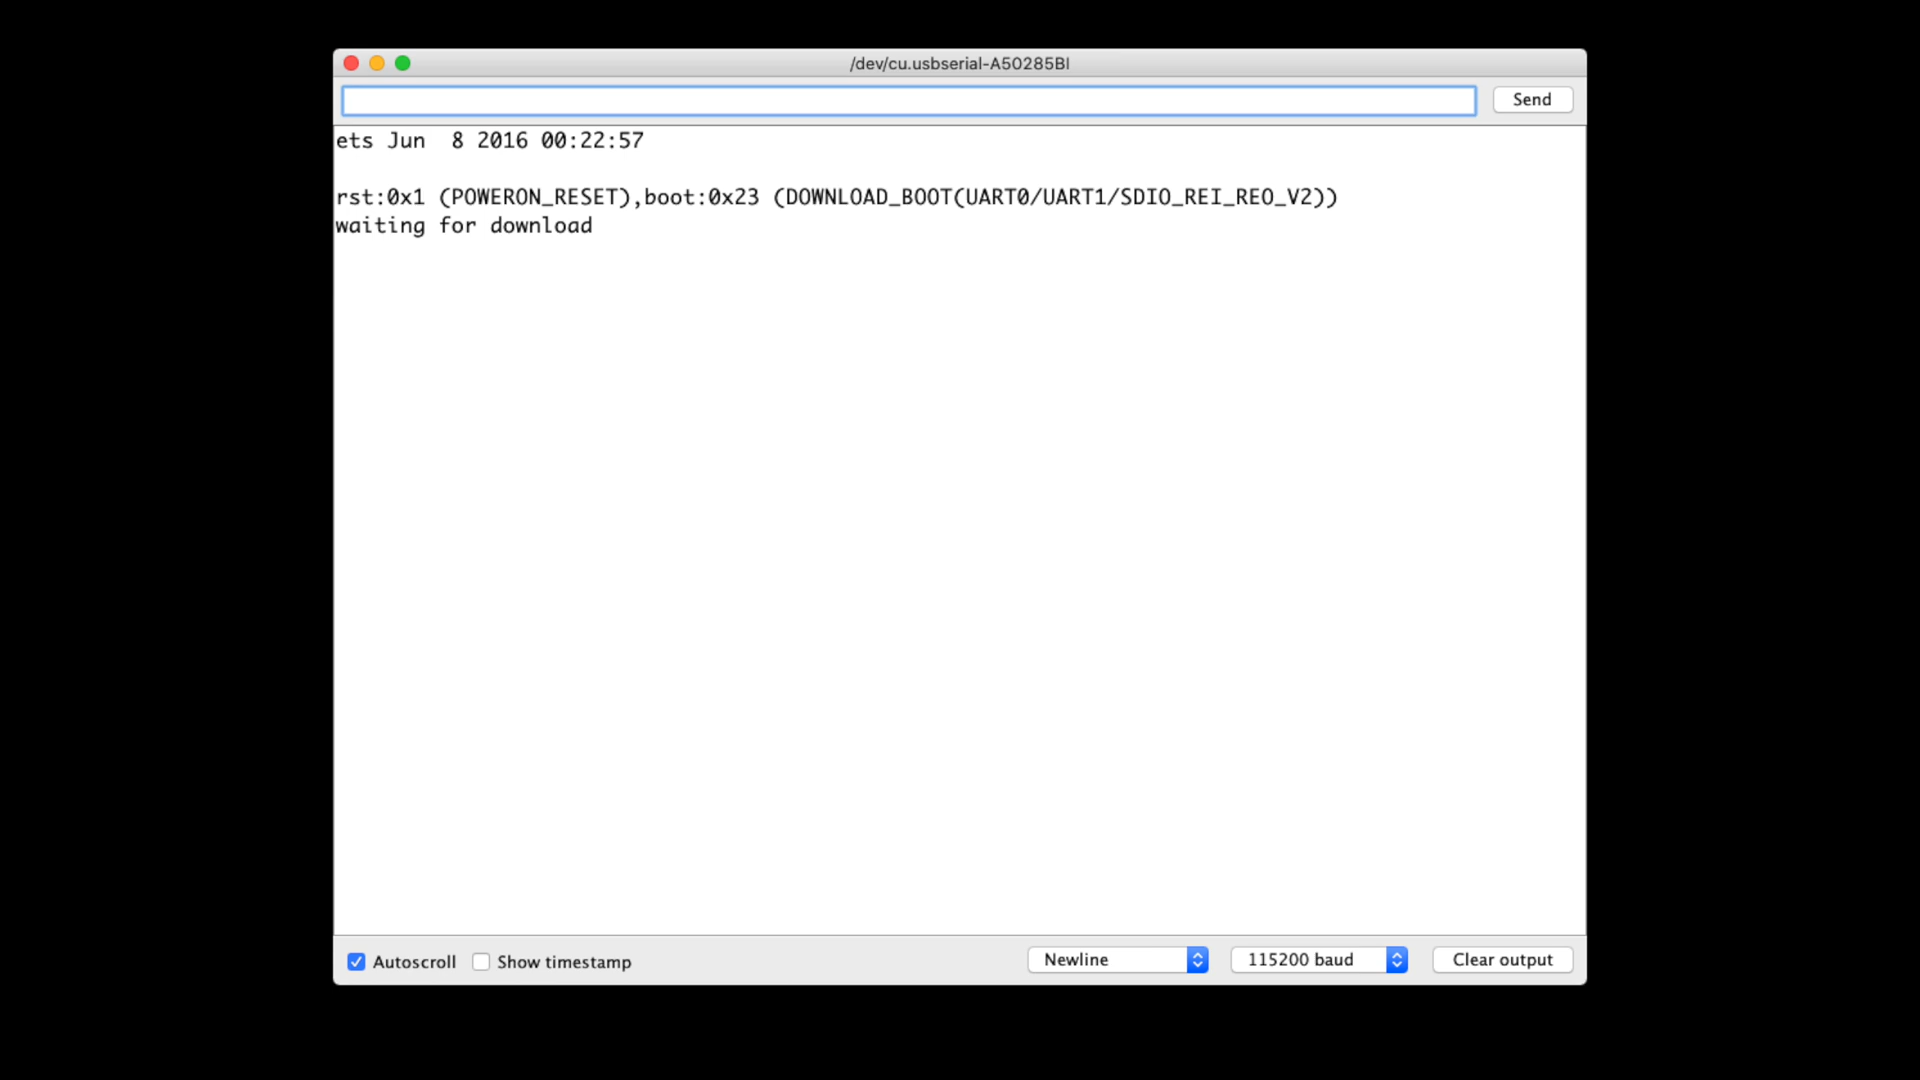 /dev/cu.usbserial-A50285BI
Send
ets Jun  8 2016 00:22:57
rst:0x1 (POWERON_RESET),boot:0x23 (DOWNLOAD_BOOT(UART0/UART1/SDIO_REI_REO_V2))
waiting for download
Autoscroll Show timestamp Newline 115200 baud Clear output